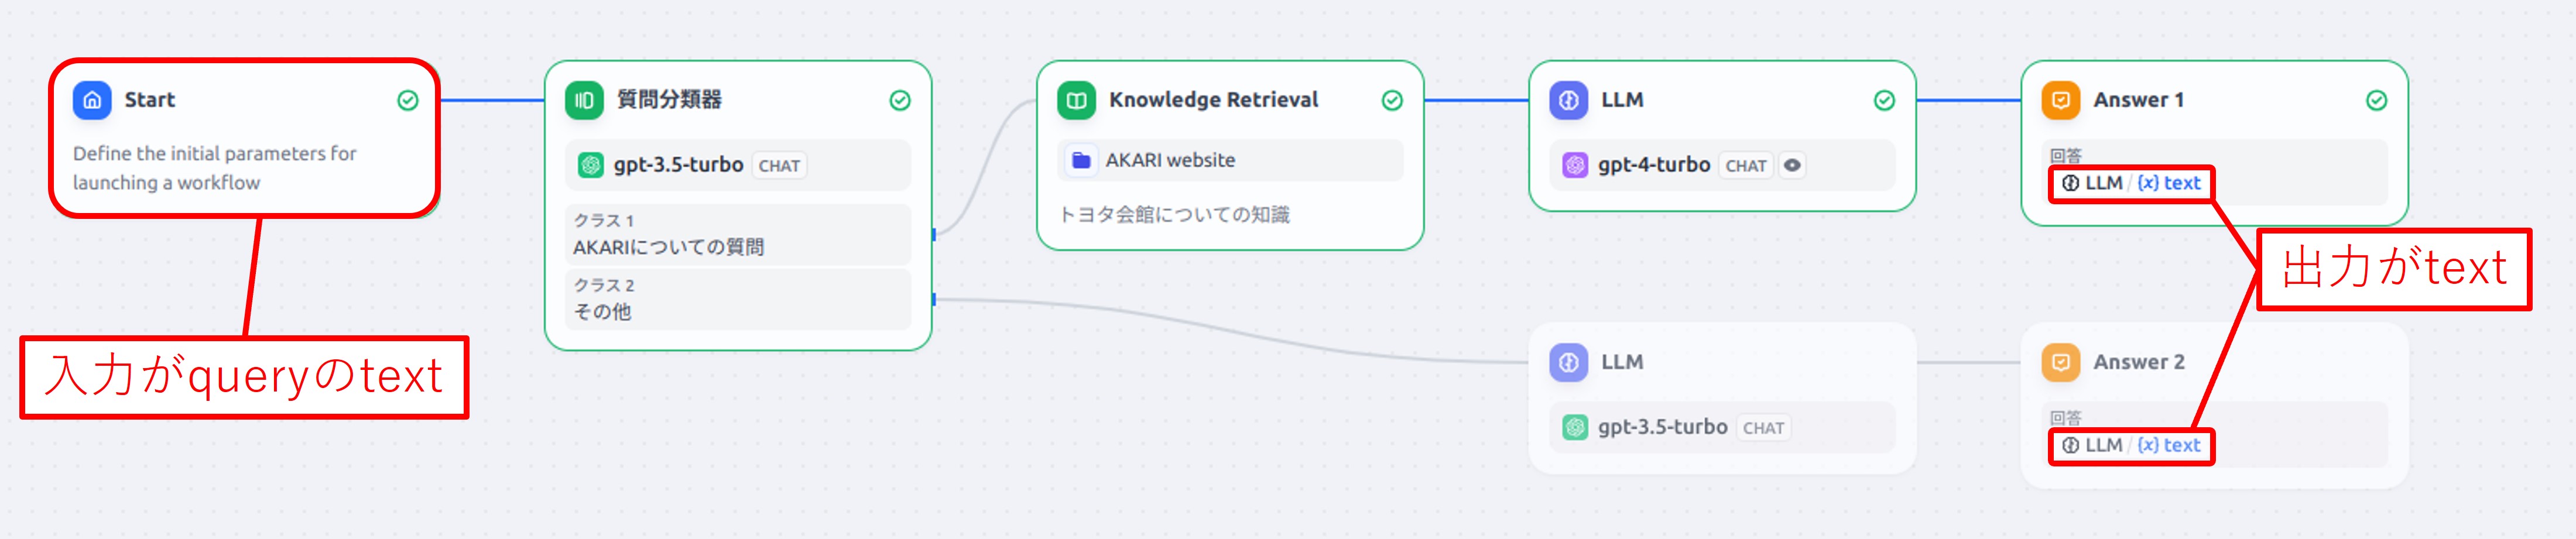 Start
Define the initial parameters for
launching a workflow
入力がqueryのtext
質問分類器
gpt-3.5-turbo CHAT
クラス 1
AKARIについての質問
クラス 2
その他
Knowledge Retrieval
AKARI website
トヨタ会館についての知識
LLM
gpt-4-turbo CHAT
Answer 1
回答
LLM / {x} text
出力がtext
LLM
gpt-3.5-turbo CHAT
Answer 2
回答
LLM / {x} text